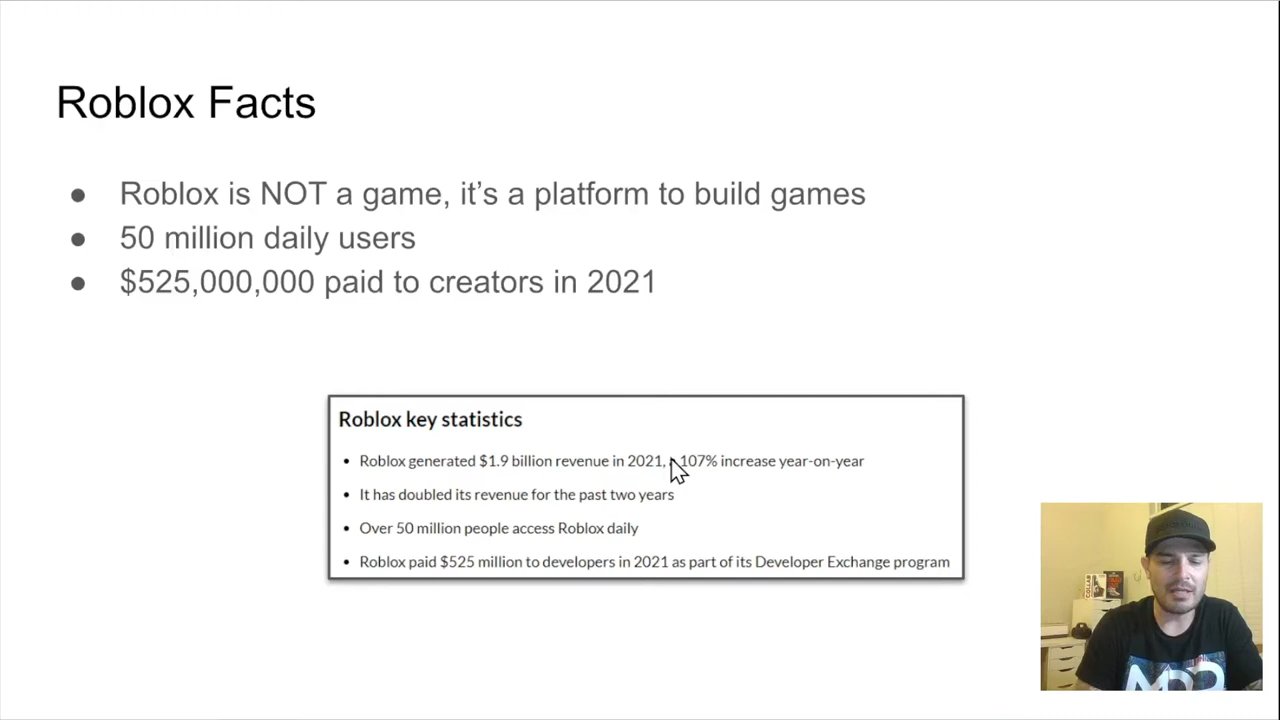 Roblox Facts
● Roblox is NOT a game, it’s a platform to build games
● 50 million daily users
● $525,000,000 paid to creators in 2021
Roblox key statistics
• Roblox generated $1.9 billion revenue in 2021, 107% increase year-on-year
• It has doubled its revenue for the past two years
• Over 50 million people access Roblox daily
• Roblox paid $525 million to developers in 2021 as part of its Developer Exchange program